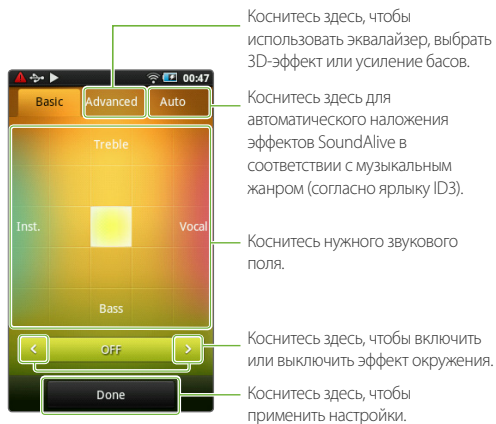 Коснитесь здесь, чтобы
использовать эквалайзер, выбрать
3D-эффект или усиление басов.
00:47
Basic Advanced Auto
Коснитесь здесь для
автоматического наложения
эффектов SoundAlive в
соответствии с музыкальным
жанром (согласно ярлыку ID3).
Treble
Inst. Vocal
Коснитесь нужного звукового
поля.
Bass
< OFF >
Коснитесь здесь, чтобы включить
или выключить эффект окружения.
Done
Коснитесь здесь, чтобы
применить настройки.